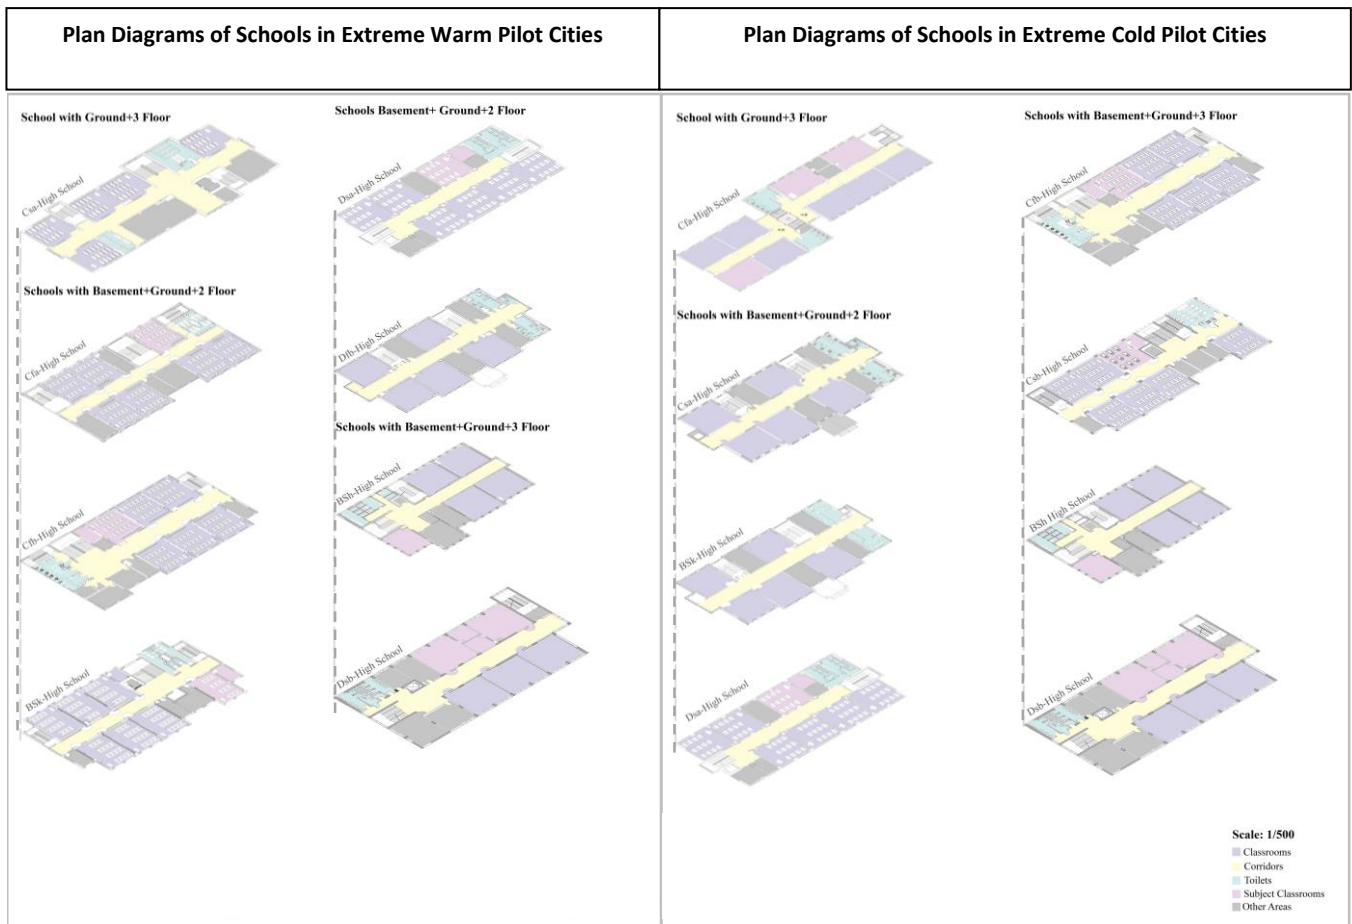 Plan Diagrams of Schools in Extreme Warm Pilot Cities
Plan Diagrams of Schools in Extreme Cold Pilot Cities
School with Ground+3 Floor
Csa-High School
Schools with Basement+Ground+2 Floor
Cfa-High School
Cfb-High School
BSk-High School
Schools Basement+ Ground+2 Floor
Dsa-High School
Dfb-High School
Schools with Basement+Ground+3 Floor
BSh-High School
Dsb-High School
School with Ground+3 Floor
Cfa-High School
Schools with Basement+Ground+2 Floor
Csa-High School
BSk-High School
Dsa-High School
Schools with Basement+Ground+3 Floor
Cfb-High School
Csb-High School
BSh High School
Dsb-High School
Scale: 1/500
Classrooms
Corridors
Toilets
Subject Classrooms
Other Areas